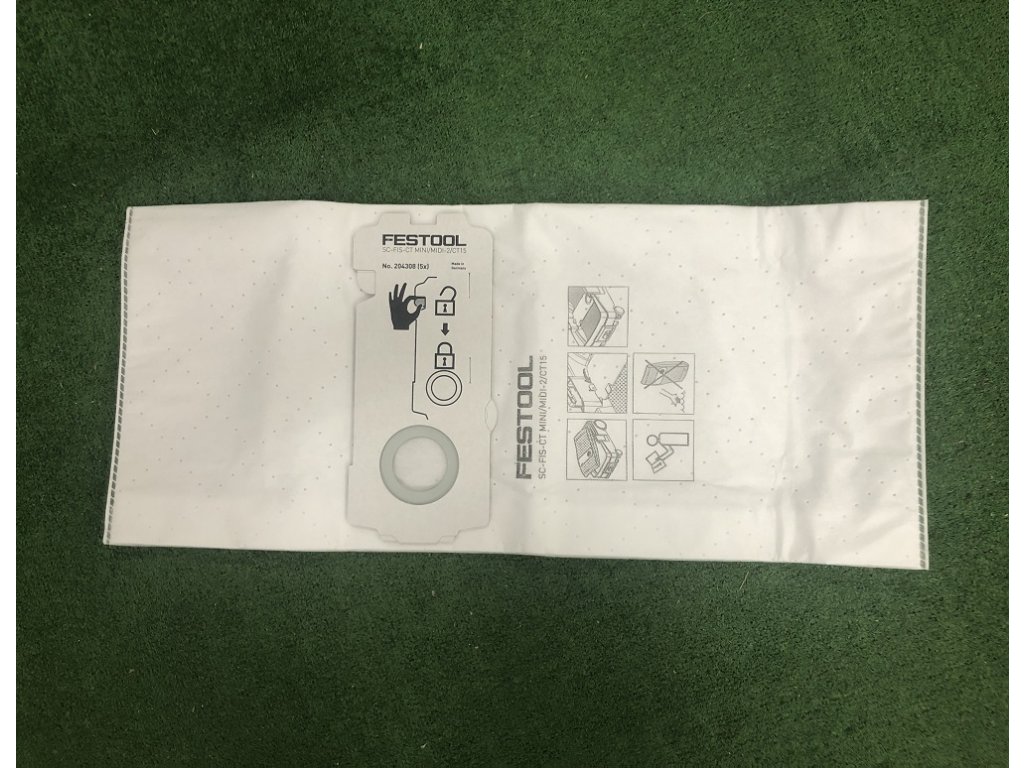 FESTOOL
SC-FIS-CT MINI/MIDI-2/CT15
No. 204308 (5x)
Made in
Germany
FESTOOL
SC-FIS-CT MINI/MIDI-2/CT15